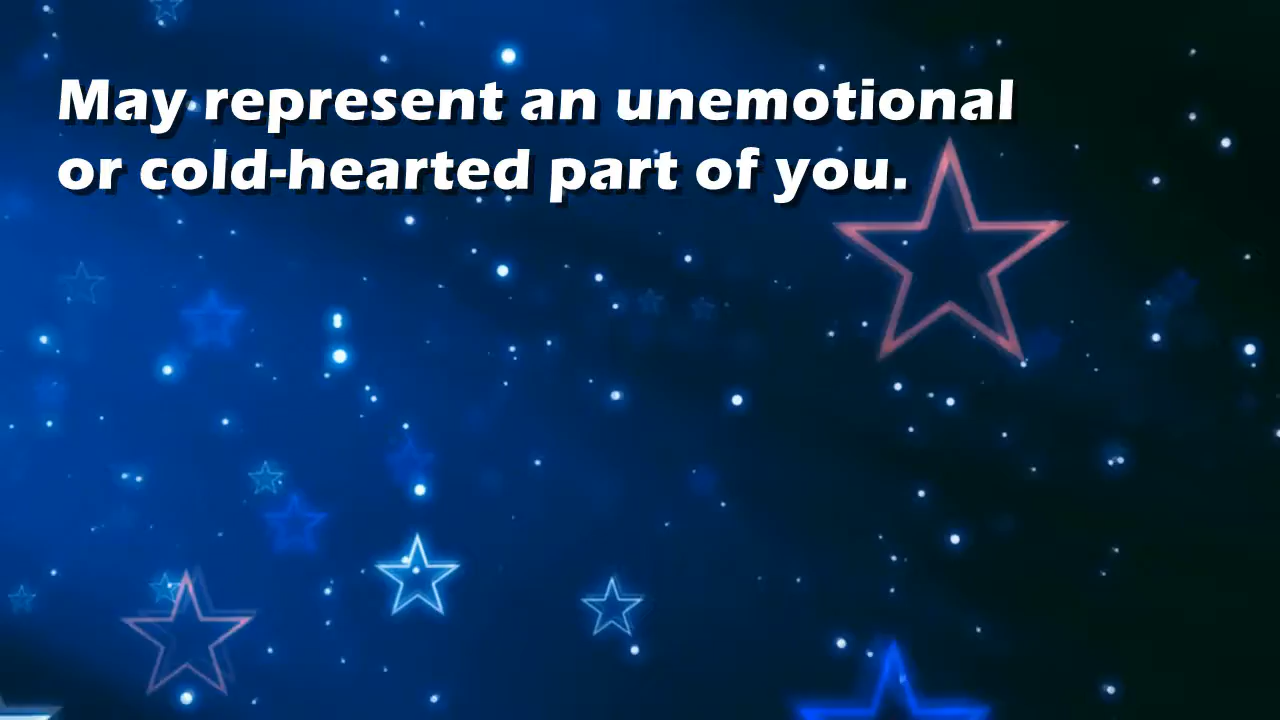 May represent an unemotional
or cold-hearted part of you.